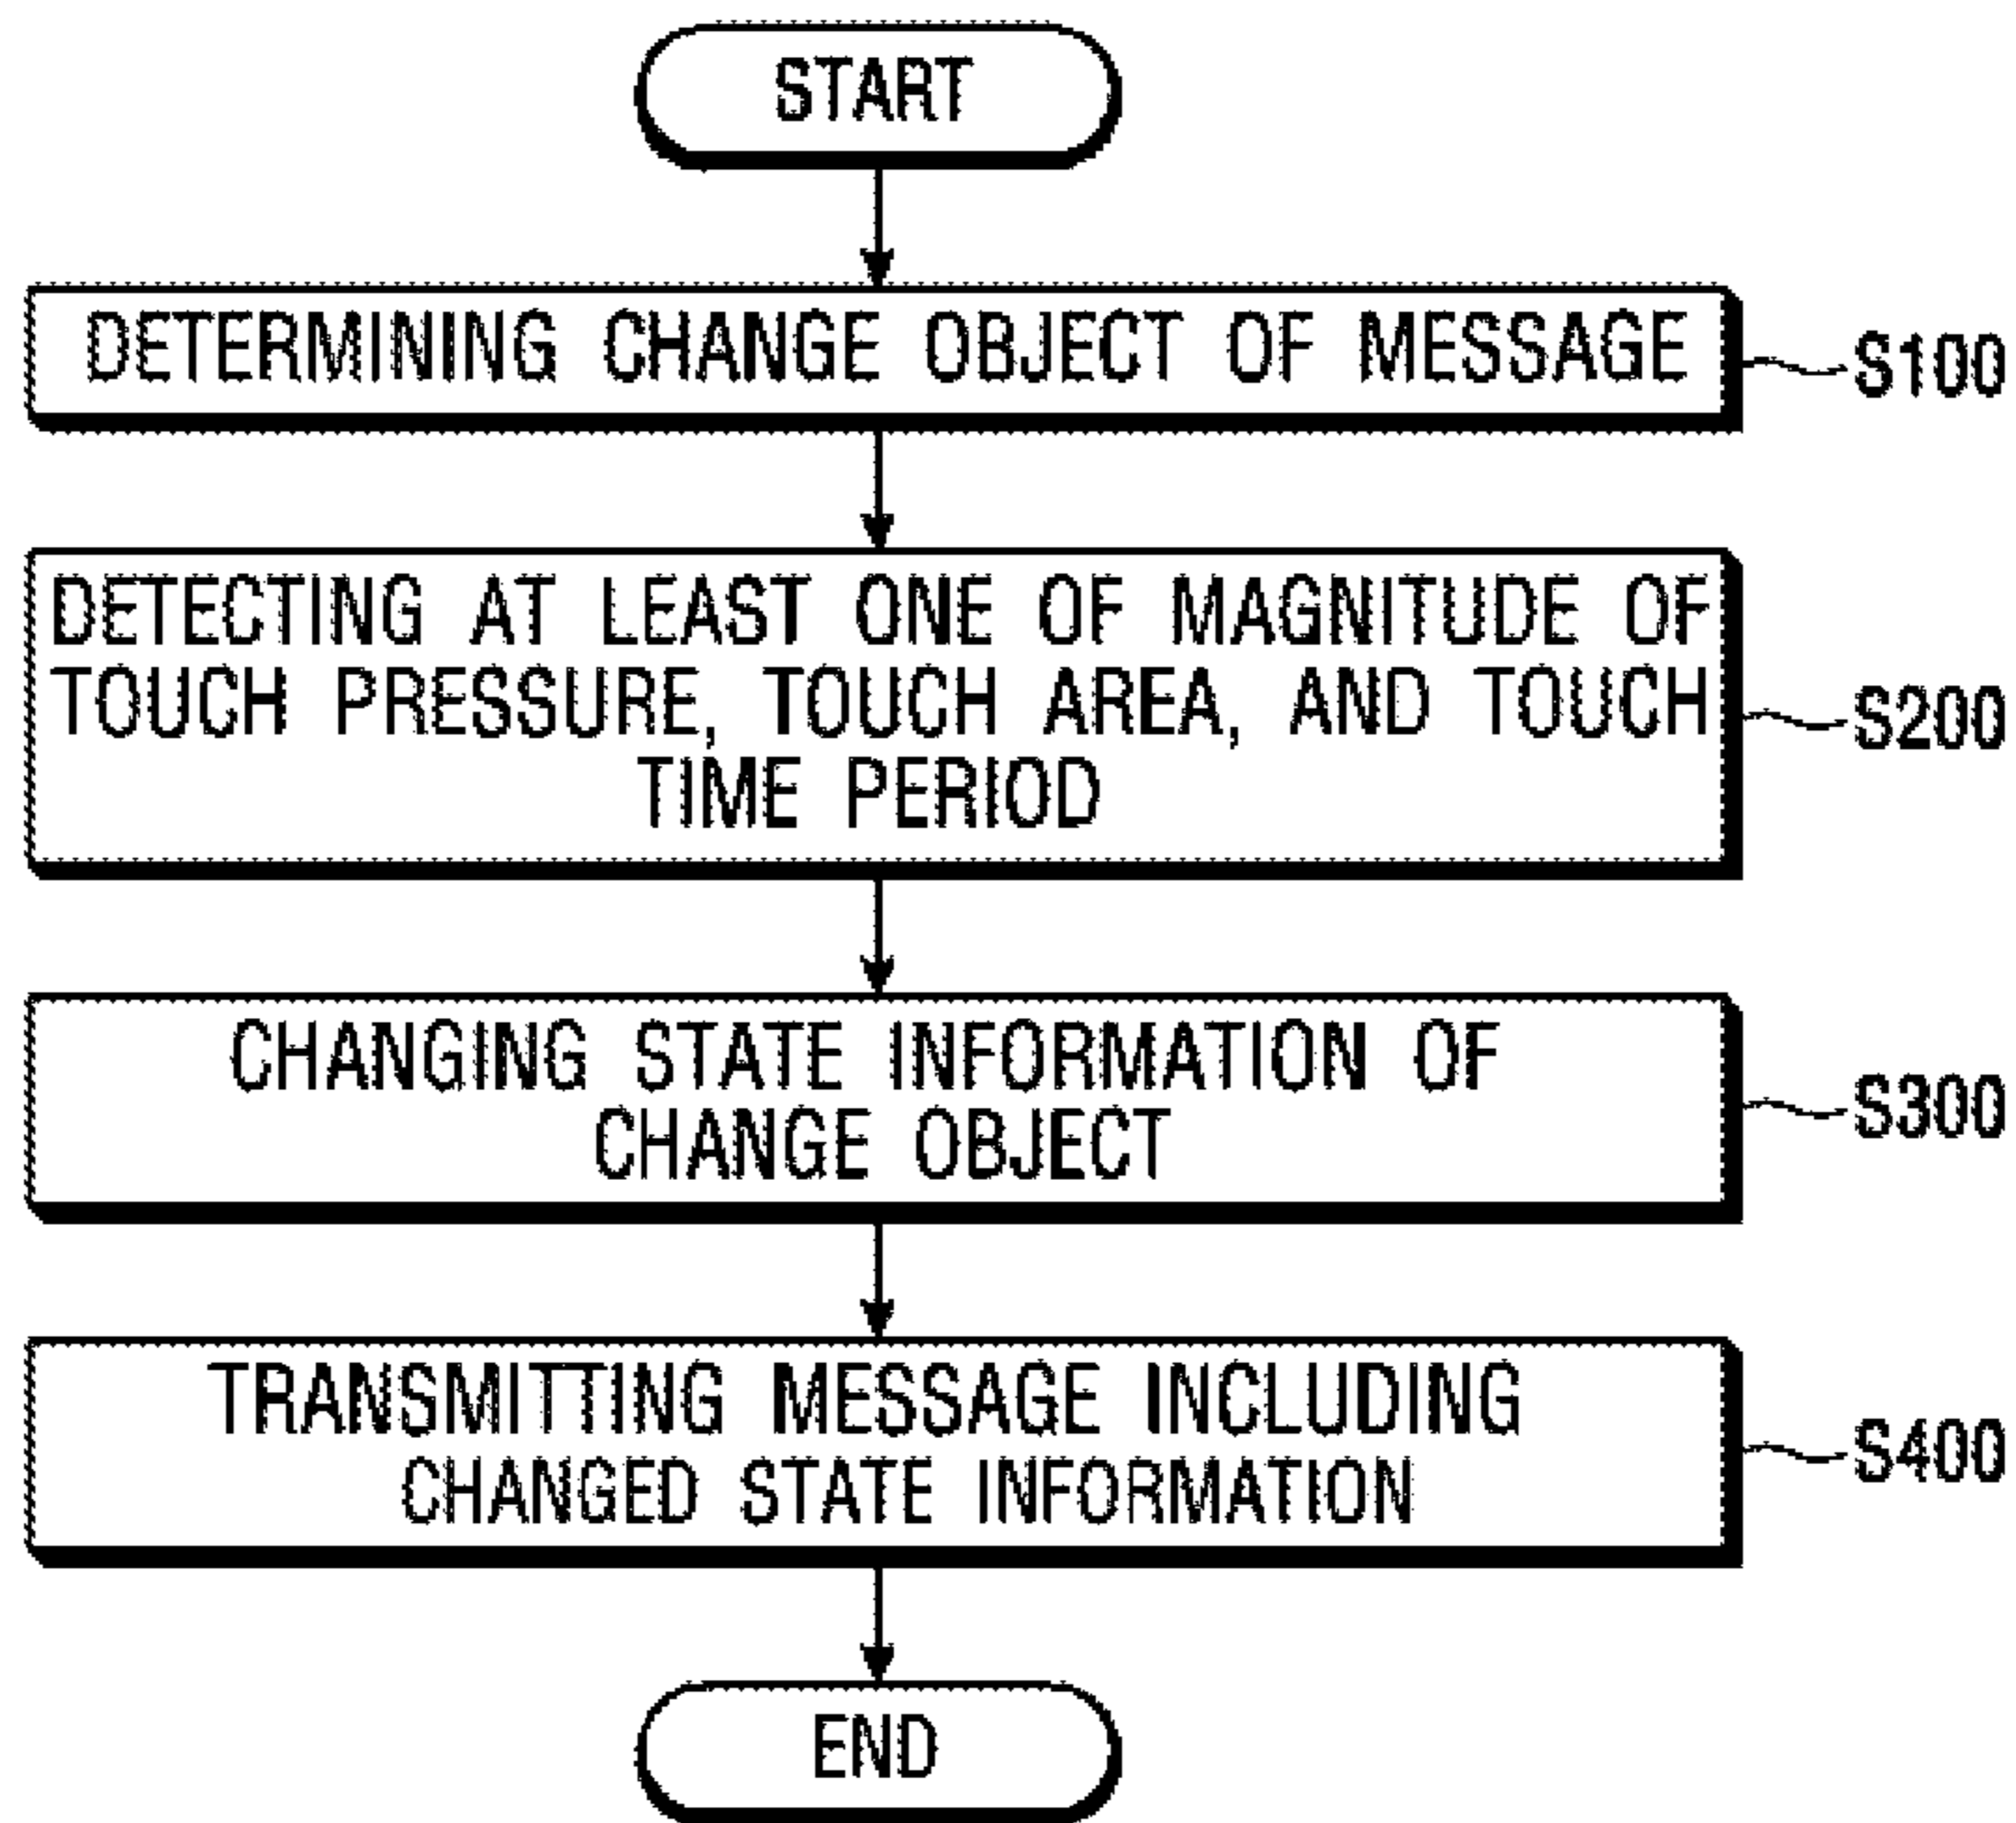 START
DETERMINING CHANGE OBJECT OF MESSAGE
S100
DETECTING AT LEAST ONE OF MAGNITUDE OF
TOUCH PRESSURE, TOUCH AREA, AND TOUCH
TIME PERIOD
S200
CHANGING STATE INFORMATION OF
CHANGE OBJECT
S300
TRANSMITTING MESSAGE INCLUDING
CHANGED STATE INFORMATION
S400
END